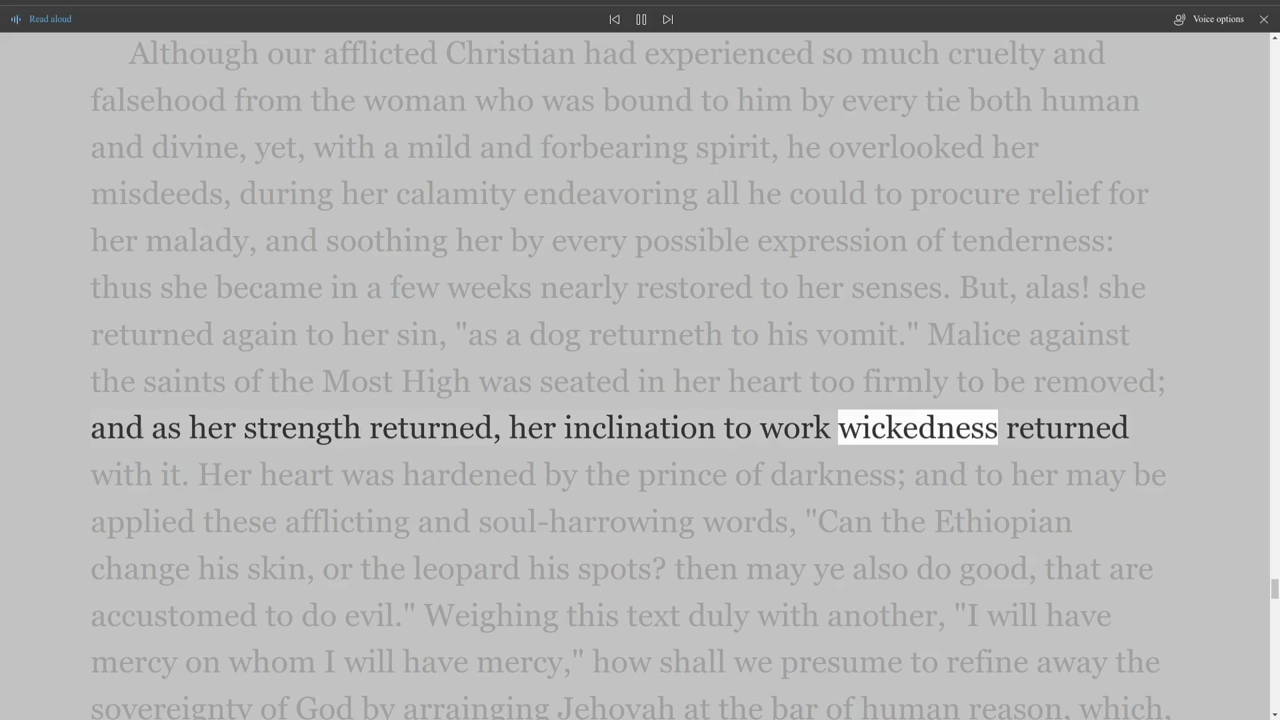 Read aloud
Voice options
Although our afflicted Christian had experienced so much cruelty and
falsehood from the woman who was bound to him by every tie both human
and divine, yet, with a mild and forbearing spirit, he overlooked her
misdeeds, during her calamity endeavoring all he could to procure relief for
her malady, and soothing her by every possible expression of tenderness:
thus she became in a few weeks nearly restored to her senses. But, alas! she
returned again to her sin, "as a dog returneth to his vomit." Malice against
the saints of the Most High was seated in her heart too firmly to be removed;
and as her strength returned, her inclination to work wickedness returned
with it. Her heart was hardened by the prince of darkness; and to her may be
applied these afflicting and soul-harrowing words, "Can the Ethiopian
change his skin, or the leopard his spots? then may ye also do good, that are
accustomed to do evil." Weighing this text duly with another, "I will have
mercy on whom I will have mercy," how shall we presume to refine away the
sovereignty of God by arraigning Jehovah at the bar of human reason, which,